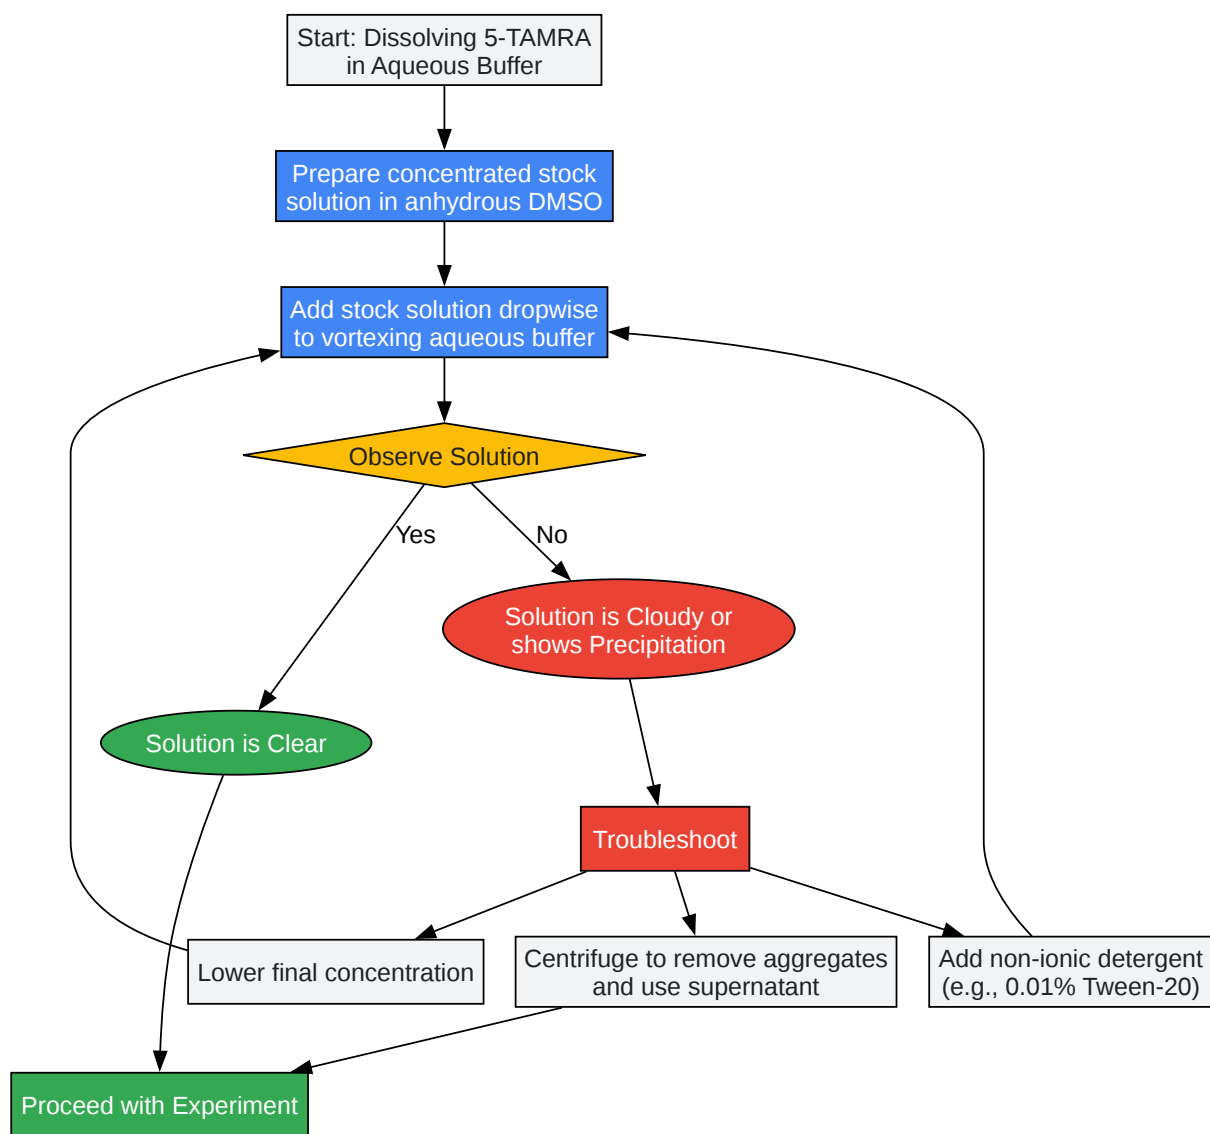 Start: Dissolving 5-TAMRA
in Aqueous Buffer
Prepare concentrated stock
solution in anhydrous DMSO
Add stock solution dropwise
to vortexing aqueous buffer
Observe Solution
Yes
No
Solution is Cloudy or
shows Precipitation
Solution is Clear
Troubleshoot
Lower final concentration
Centrifuge to remove aggregates
and use supernatant
Add non-ionic detergent
(e.g., 0.01% Tween-20)
Proceed with Experiment